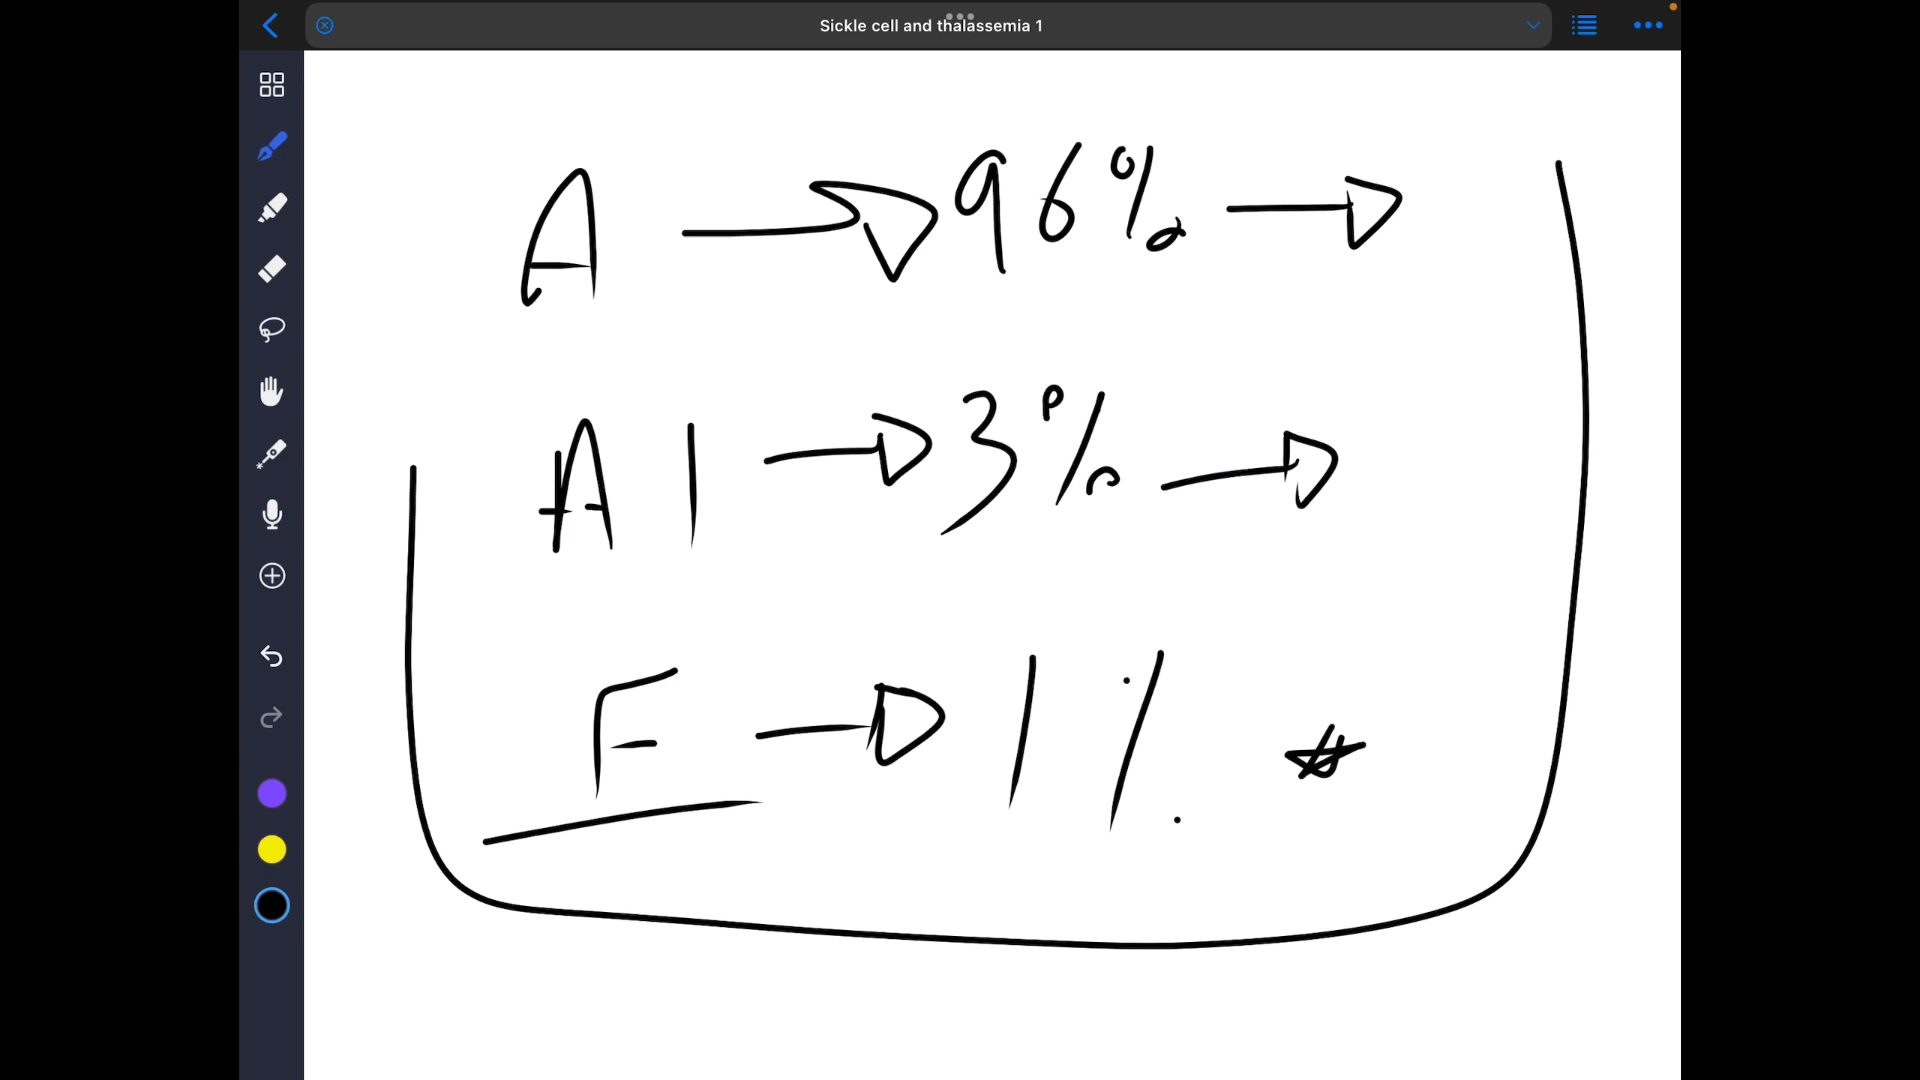 Sickle cell and thalassemia 1
A → 96% →
A1 → 3% →
F → 1%